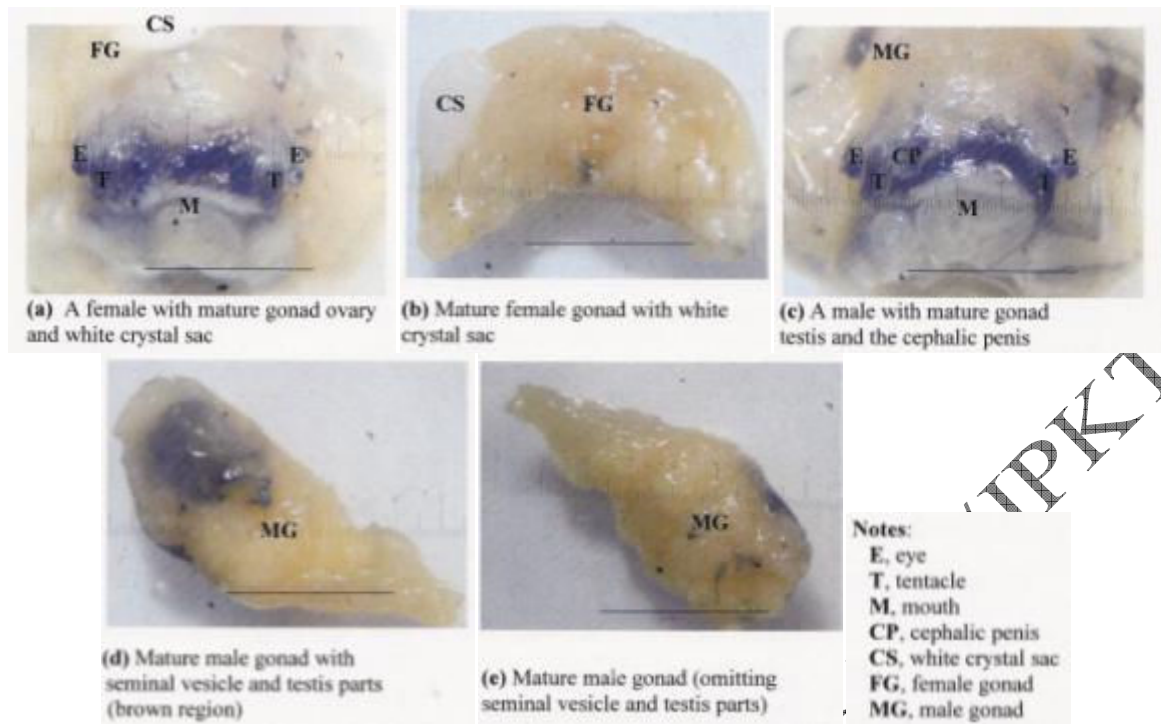 CS
FG
E
E
T
T
M
(a) A female with mature gonad ovary
and white crystal sac
CS
FG
(b) Mature female gonad with white
crystal sac
MG
E
CP
E
T
T
M
(c) A male with mature gonad
testis and the cephalic penis
MG
(d) Mature male gonad with
seminal vesicle and testis parts
(brown region)
MG
(e) Mature male gonad (omitting
seminal vesicle and testis parts)
Notes:
E, eye
T, tentacle
M, mouth
CP, cephalic penis
CS, white crystal sac
FG, female gonad
MG, male gonad